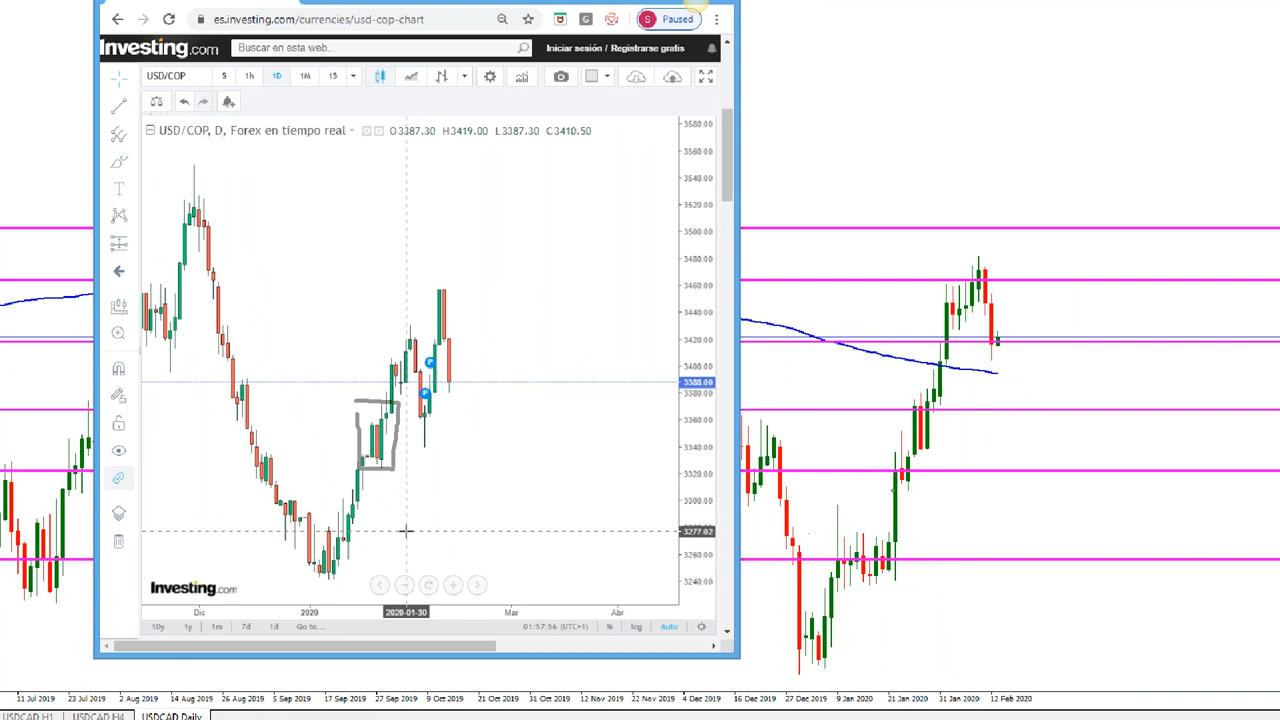 es.investing.com/currencies/usd-cop-chart
S Paused
Investing.com
Buscar en esta web...
Iniciar sesión / Registrarse gratis
USD/COP 5 1h 1D 1M 15
USD/COP, D, Forex en tiempo real O3387.30 H3419.00 L3387.30 C3410.50
3580.00
3560.00
3540.00
3520.00
3500.00
3480.00
3460.00
3440.00
3420.00
3400.00
3388.00
3380.00
3360.00
3340.00
3320.00
3300.00
3277.02
3260.00
3240.00
Investing.com
Dic 2020 2020-01-30 Mar Abr
10y 1y 1m 7d 1d Go to... 01:57:56 (UTC+1) % log Auto
11 Jul 2019 23 Jul 2019 2 Aug 2019 14 Aug 2019 26 Aug 2019 5 Sep 2019 17 Sep 2019 27 Sep 2019 9 Oct 2019 21 Oct 2019 31 Oct 2019 12 Nov 2019 22 Nov 2019 4 Dec 2019 16 Dec 2019 27 Dec 2019 9 Jan 2020 21 Jan 2020 31 Jan 2020 12 Feb 2020
USDCAD H1 USDCAD H4 USDCAD Daily